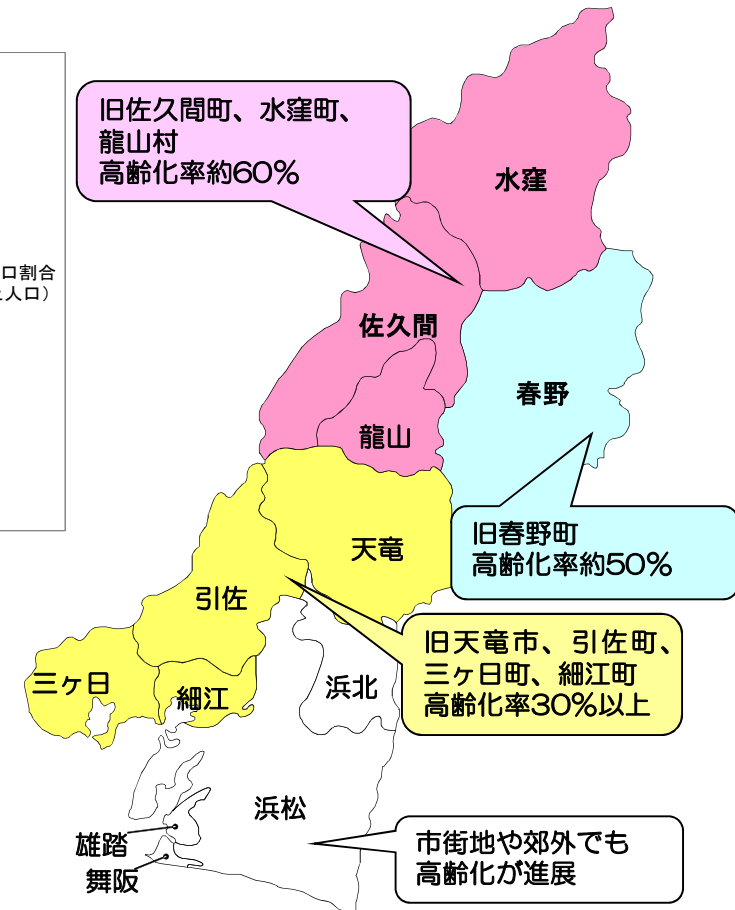 旧佐久間町、水窪町、
龍山村
高齢化率約60%
水窪
口割合
人口）
佐久間
春野
龍山
旧春野町
高齢化率約50%
天竜
引佐
旧天竜市、引佐町、
三ヶ日町、細江町
高齢化率30%以上
三ヶ日
細江
浜北
浜松
市街地や郊外でも
高齢化が進展
雄踏
舞阪